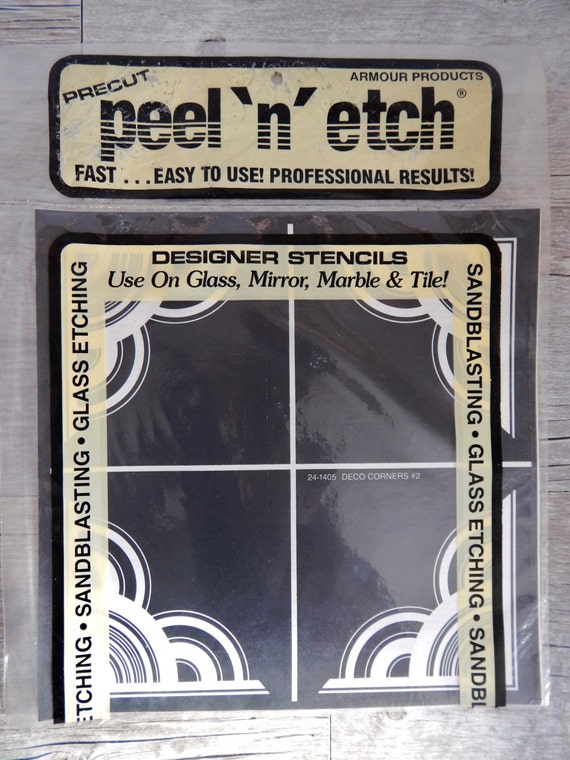 PRECUT
ARMOUR PRODUCTS
peel 'n' etch®
FAST . . . EASY TO USE! PROFESSIONAL RESULTS!
DESIGNER STENCILS
Use On Glass, Mirror, Marble & Tile!
ETCHING • SANDBLASTING • GLASS ETCHING
SANDBLASTING • GLASS ETCHING • SANDBL
24-1405 DECO CORNERS #2